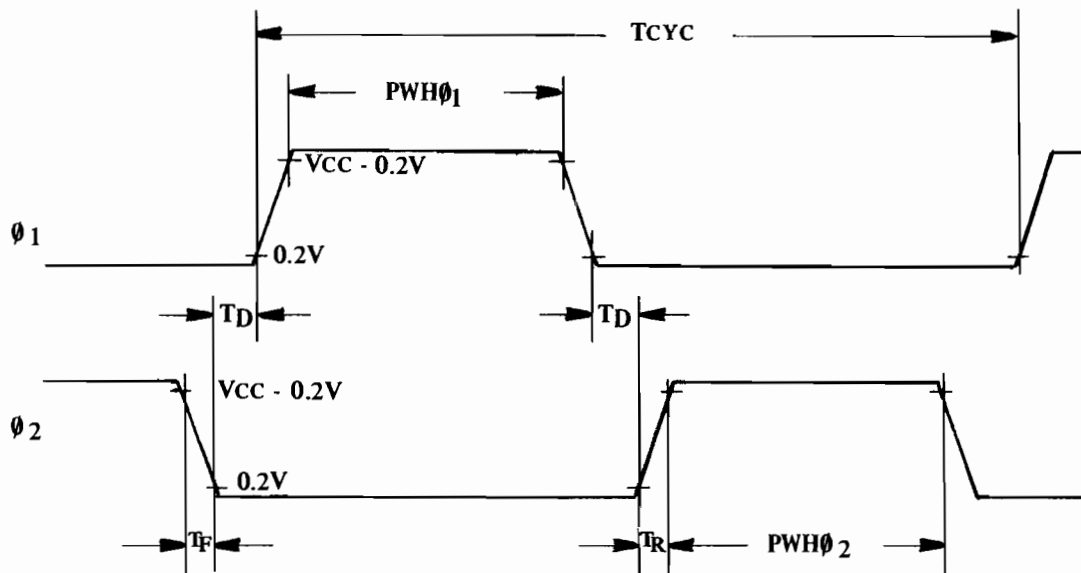 TCYC
PWHø1
VCC - 0.2V
ø1
0.2V
TD
TD
VCC - 0.2V
ø2
0.2V
TF
TR
PWHø2